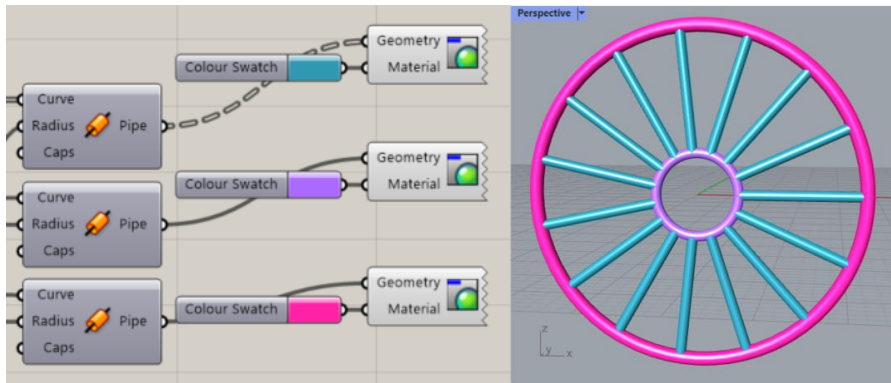 Geometry
Colour Swatch
Material
Curve
Radius Pipe
Caps
Geometry
Colour Swatch
Material
Curve
Radius Pipe
Caps
Geometry
Colour Swatch
Material
Curve
Radius Pipe
Caps
Perspective
z
y x